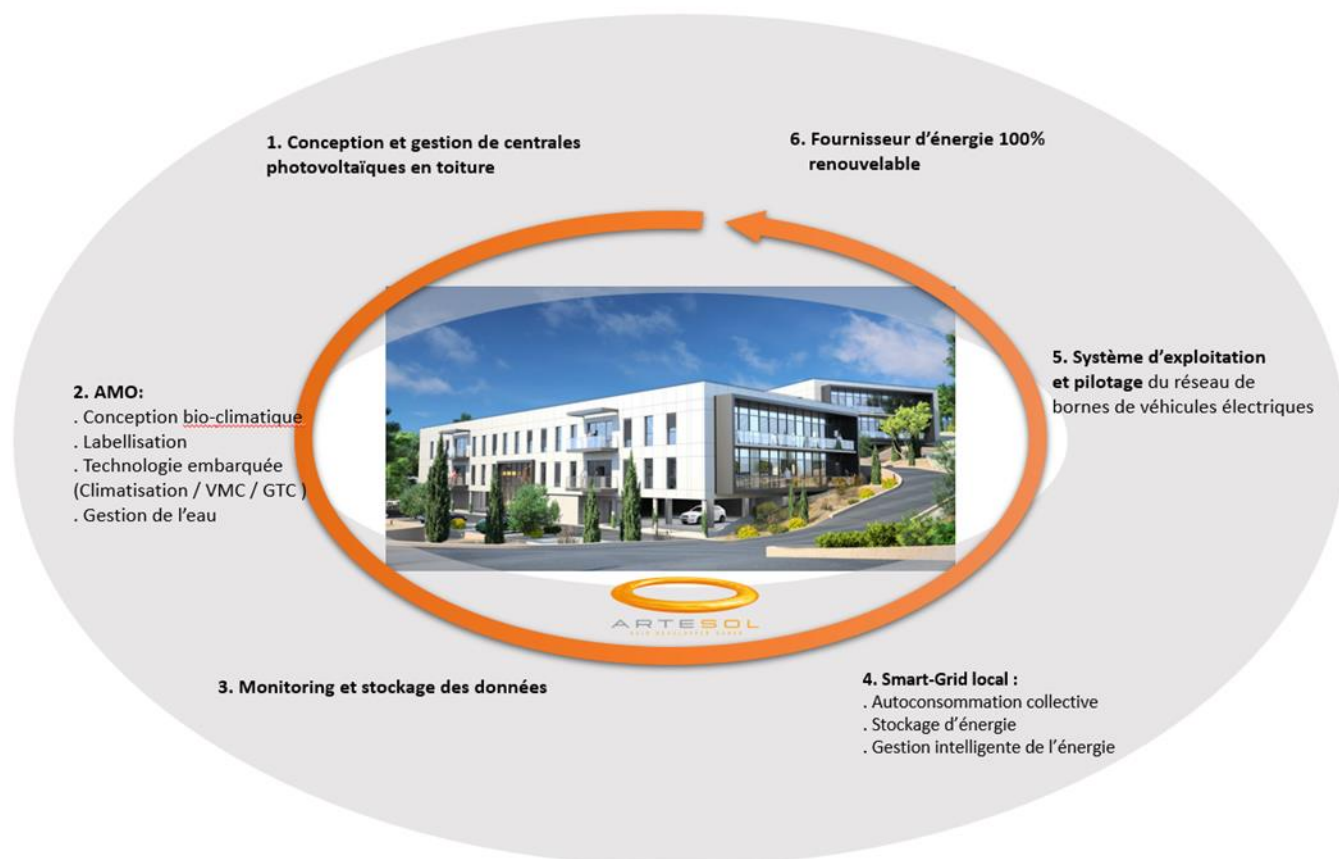 1. Conception et gestion de centrales
photovoltaïques en toiture
6. Fournisseur d’énergie 100%
renouvelable
2. AMO:
. Conception bio-climatique
. Labellisation
. Technologie embarquée
(Climatisation / VMC / GTC )
. Gestion de l’eau
5. Système d’exploitation
et pilotage du réseau de
bornes de véhicules électriques
ARTESOL
3. Monitoring et stockage des données
4. Smart-Grid local :
. Autoconsommation collective
. Stockage d’énergie
. Gestion intelligente de l’énergie